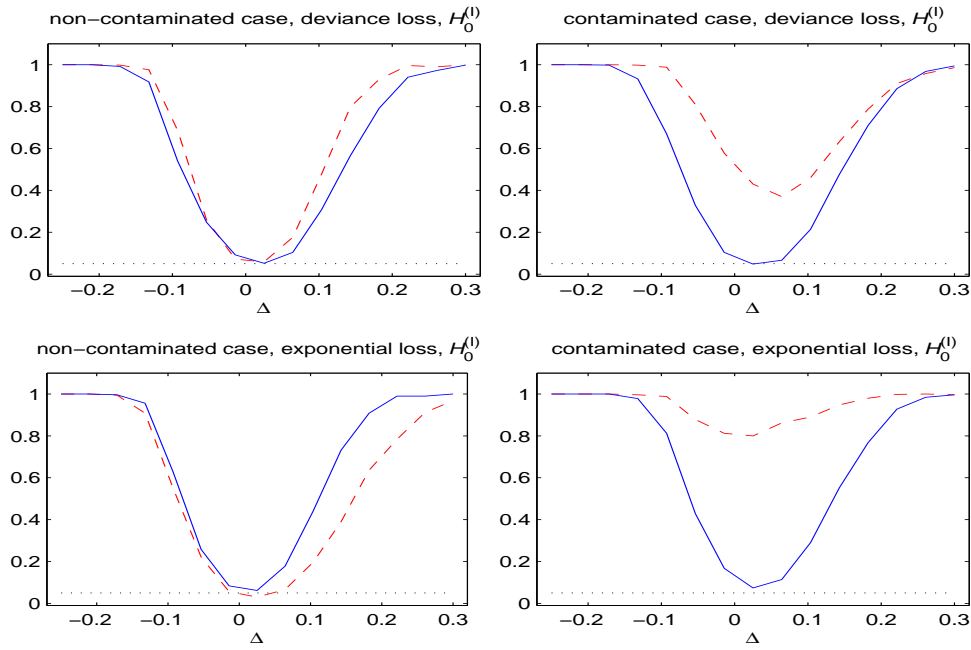 non−contaminated case, deviance loss, H₀⁽ᴵ⁾
1
0.8
0.6
0.4
0.2
0
−0.2 −0.1 0 0.1 0.2 0.3
Δ
contaminated case, deviance loss, H₀⁽ᴵ⁾
1
0.8
0.6
0.4
0.2
0
−0.2 −0.1 0 0.1 0.2 0.3
Δ
non−contaminated case, exponential loss, H₀⁽ᴵ⁾
1
0.8
0.6
0.4
0.2
0
−0.2 −0.1 0 0.1 0.2 0.3
Δ
contaminated case, exponential loss, H₀⁽ᴵ⁾
1
0.8
0.6
0.4
0.2
0
−0.2 −0.1 0 0.1 0.2 0.3
Δ